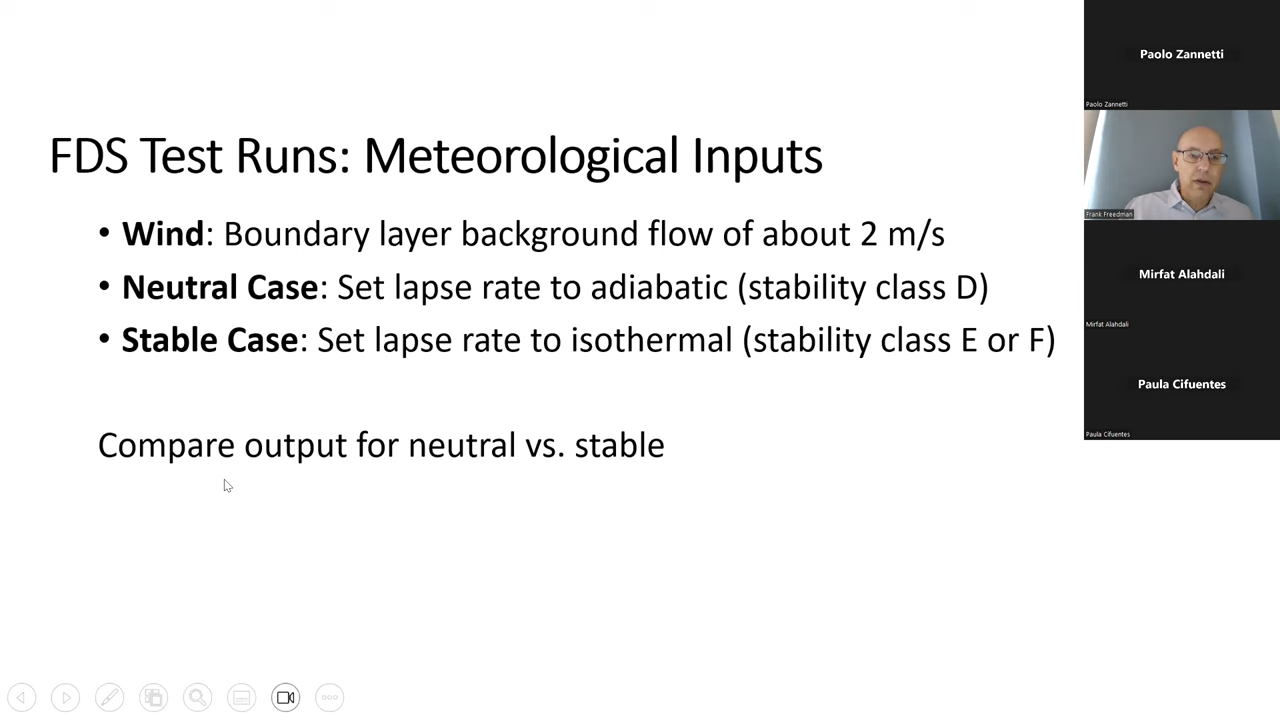 FDS Test Runs: Meteorological Inputs
• Wind: Boundary layer background flow of about 2 m/s
• Neutral Case: Set lapse rate to adiabatic (stability class D)
• Stable Case: Set lapse rate to isothermal (stability class E or F)
Compare output for neutral vs. stable
Paolo Zannetti
Paolo Zannetti
Frank Freedman
Mirfat Alahdali
Mirfat Alahdali
Paula Cifuentes
Paula Cifuentes